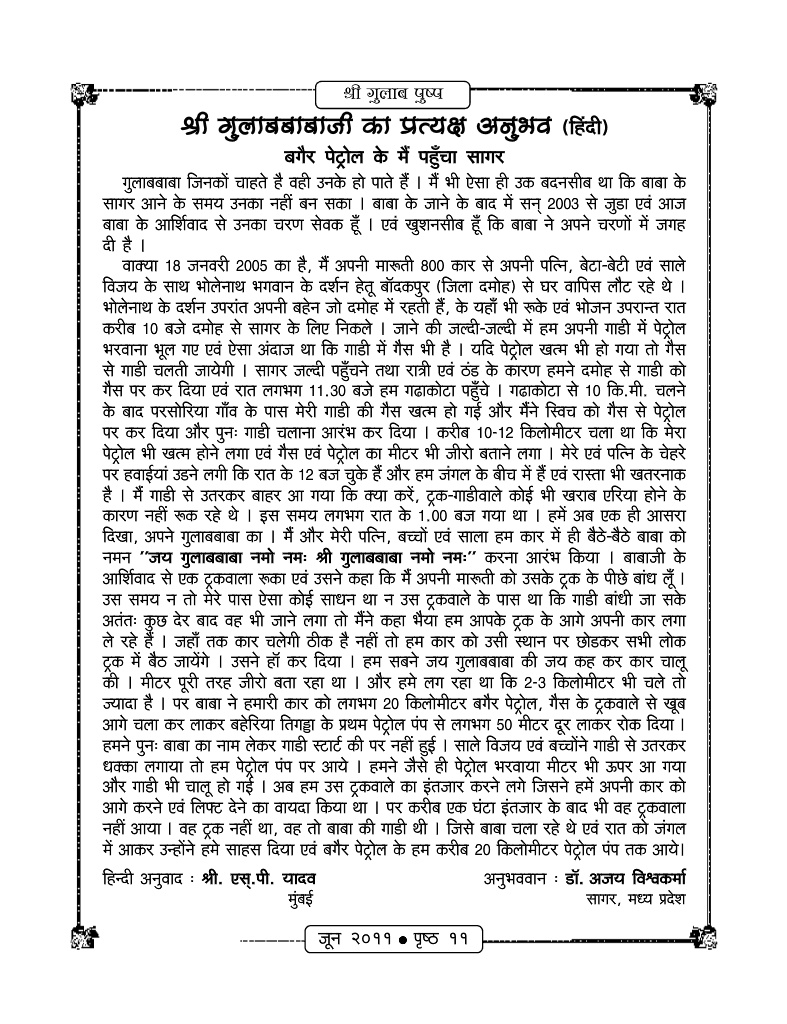 श्री गुलाब पुष्प
श्री गुलाबबाबाजी का प्रत्यक्ष अनुभव (हिंदी)
बगैर पेट्रोल के मैं पहुँचा सागर
गुलाबबाबा जिनकों चाहते है वही उनके हो पाते हैं । मैं भी ऐसा ही उक बदनसीब था कि बाबा के
सागर आने के समय उनका नहीं बन सका । बाबा के जाने के बाद में सन् 2003 से जुडा एवं आज
बाबा के आर्शिवाद से उनका चरण सेवक हूँ । एवं खुशनसीब हूँ कि बाबा ने अपने चरणों में जगह
दी है ।
वाक्या 18 जनवरी 2005 का है, मैं अपनी मारूती 800 कार से अपनी पत्नि, बेटा-बेटी एवं साले
विजय के साथ भोलेनाथ भगवान के दर्शन हेतू बॉदकपुर (जिला दमोह) से घर वापिस लौट रहे थे ।
भोलेनाथ के दर्शन उपरांत अपनी बहेन जो दमोह में रहती हैं, के यहाँ भी रूके एवं भोजन उपरान्त रात
करीब 10 बजे दमोह से सागर के लिए निकले । जाने की जल्दी-जल्दी में हम अपनी गाडी में पेट्रोल
भरवाना भूल गए एवं ऐसा अंदाज था कि गाडी में गैस भी है । यदि पेट्रोल खत्म भी हो गया तो गैस
से गाडी चलती जायेगी । सागर जल्दी पहुँचने तथा रात्री एवं ठंड के कारण हमने दमोह से गाडी को
गैस पर कर दिया एवं रात लगभग 11.30 बजे हम गढाकोटा पहुँचे । गढाकोटा से 10 कि.मी. चलने
के बाद परसोरिया गाँव के पास मेरी गाडी की गैस खत्म हो गई और मैंने स्विच को गैस से पेट्रोल
पर कर दिया और पुनः गाडी चलाना आरंभ कर दिया । करीब 10-12 किलोमीटर चला था कि मेरा
पेट्रोल भी खत्म होने लगा एवं गैस एवं पेट्रोल का मीटर भी जीरो बताने लगा । मेरे एवं पत्नि के चेहरे
पर हवाईयां उडने लगी कि रात के 12 बज चुके हैं और हम जंगल के बीच में हैं एवं रास्ता भी खतरनाक
है । मैं गाडी से उतरकर बाहर आ गया कि क्या करें, ट्रक-गाडीवाले कोई भी खराब एरिया होने के
कारण नहीं रूक रहे थे । इस समय लगभग रात के 1.00 बज गया था । हमें अब एक ही आसरा
दिखा, अपने गुलाबबाबा का । मैं और मेरी पत्नि, बच्चों एवं साला हम कार में ही बैठे-बैठे बाबा को
नमन ”जय गुलाबबाबा नमो नमः श्री गुलाबबाबा नमो नमः” करना आरंभ किया । बाबाजी के
आर्शिवाद से एक ट्रकवाला रूका एवं उसने कहा कि मैं अपनी मारूती को उसके ट्रक के पीछे बांध लूँ ।
उस समय न तो मेरे पास ऐसा कोई साधन था न उस ट्रकवाले के पास था कि गाडी बांधी जा सके
अतंतः कुछ देर बाद वह भी जाने लगा तो मैंने कहा भैया हम आपके ट्रक के आगे अपनी कार लगा
ले रहे हैं । जहाँ तक कार चलेगी ठीक है नहीं तो हम कार को उसी स्थान पर छोडकर सभी लोक
ट्रक में बैठ जायेंगे । उसने हॉ कर दिया । हम सबने जय गुलाबबाबा की जय कह कर कार चालू
की । मीटर पूरी तरह जीरो बता रहा था । और हमे लग रहा था कि 2-3 किलोमीटर भी चले तो
ज्यादा है । पर बाबा ने हमारी कार को लगभग 20 किलोमीटर बगैर पेट्रोल, गैस के ट्रकवाले से खूब
आगे चला कर लाकर बहेरिया तिगड्डा के प्रथम पेट्रोल पंप से लगभग 50 मीटर दूर लाकर रोक दिया ।
हमने पुनः बाबा का नाम लेकर गाडी स्टार्ट की पर नहीं हुई । साले विजय एवं बच्चोंने गाडी से उतरकर
धक्का लगाया तो हम पेट्रोल पंप पर आये । हमने जैसे ही पेट्रोल भरवाया मीटर भी ऊपर आ गया
और गाडी भी चालू हो गई । अब हम उस ट्रकवाले का इंतजार करने लगे जिसने हमें अपनी कार को
आगे करने एवं लिफ्ट देने का वायदा किया था । पर करीब एक घंटा इंतजार के बाद भी वह ट्रकवाला
नहीं आया । वह ट्रक नहीं था, वह तो बाबा की गाडी थी । जिसे बाबा चला रहे थे एवं रात को जंगल
में आकर उन्होंने हमे साहस दिया एवं बगैर पेट्रोल के हम करीब 20 किलोमीटर पेट्रोल पंप तक आये।
हिन्दी अनुवाद : श्री. एस्.पी. यादव
मुंबई
अनुभववान : डॉ. अजय विश्वकर्मा
सागर, मध्य प्रदेश
जून २०११ ● पृष्ठ ११